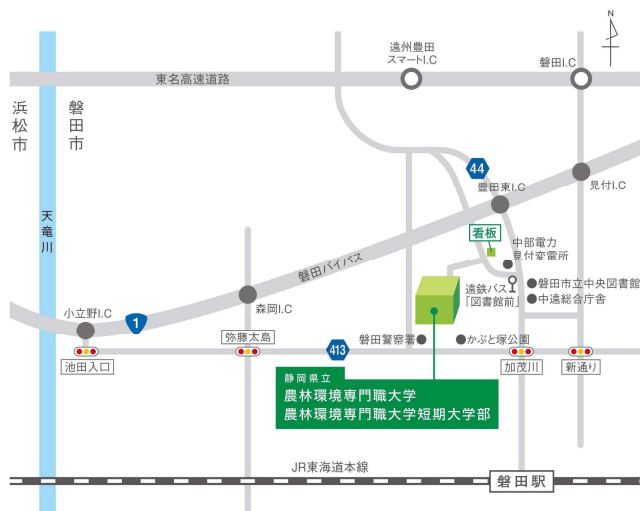 N
遠州豊田
スマートI.C
磐田I.C
東名高速道路
浜松市
磐田市
44
豊田東I.C
見付I.C
天竜川
看板
中部電力
見付変電所
磐田バイパス
遠鉄バス
「図書館前」
磐田市立中央図書館
中遠総合庁舎
小立野I.C
1
森岡I.C
弥藤太島
413
磐田警察署
かぶと塚公園
池田入口
加茂川
新通り
静岡県立
農林環境専門職大学
農林環境専門職大学短期大学部
JR東海道本線
磐田駅